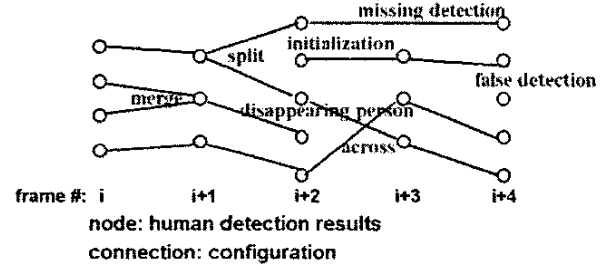 missing detection
initialization
split
false detection
merge
disappearing person
across
frame #: i i+1 i+2 i+3 i+4
node: human detection results
connection: configuration